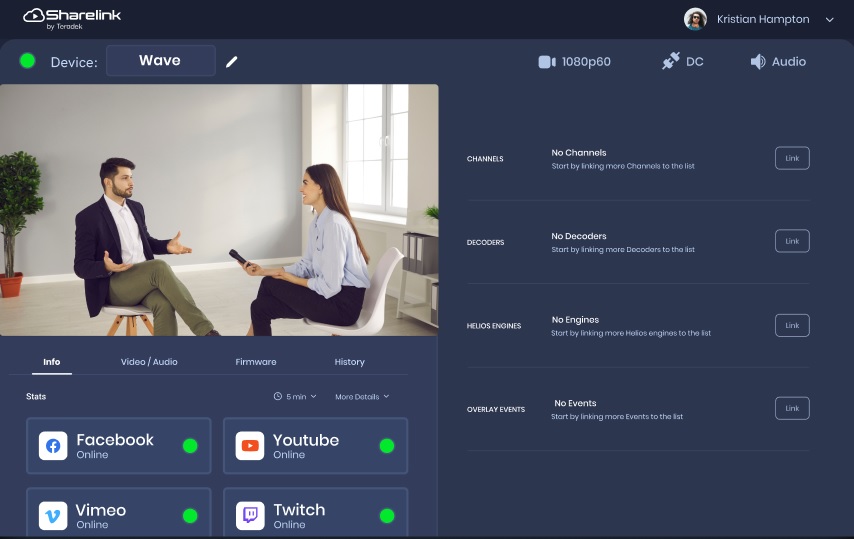 Sharelink
by Teradek
Kristian Hampton
Device: Wave
1080p60
DC
Audio
CHANNELS
No Channels
Start by linking more Channels to the list
Link
DECODERS
No Decoders
Start by linking more Decoders to the list
Link
HELIOS ENGINES
No Engines
Start by linking more Helios engines to the list
Link
OVERLAY EVENTS
No Events
Start by linking more Events to the list
Link
Info
Video / Audio
Firmware
History
Stats
5 min
More Details
Facebook
Online
Youtube
Online
Vimeo
Online
Twitch
Online